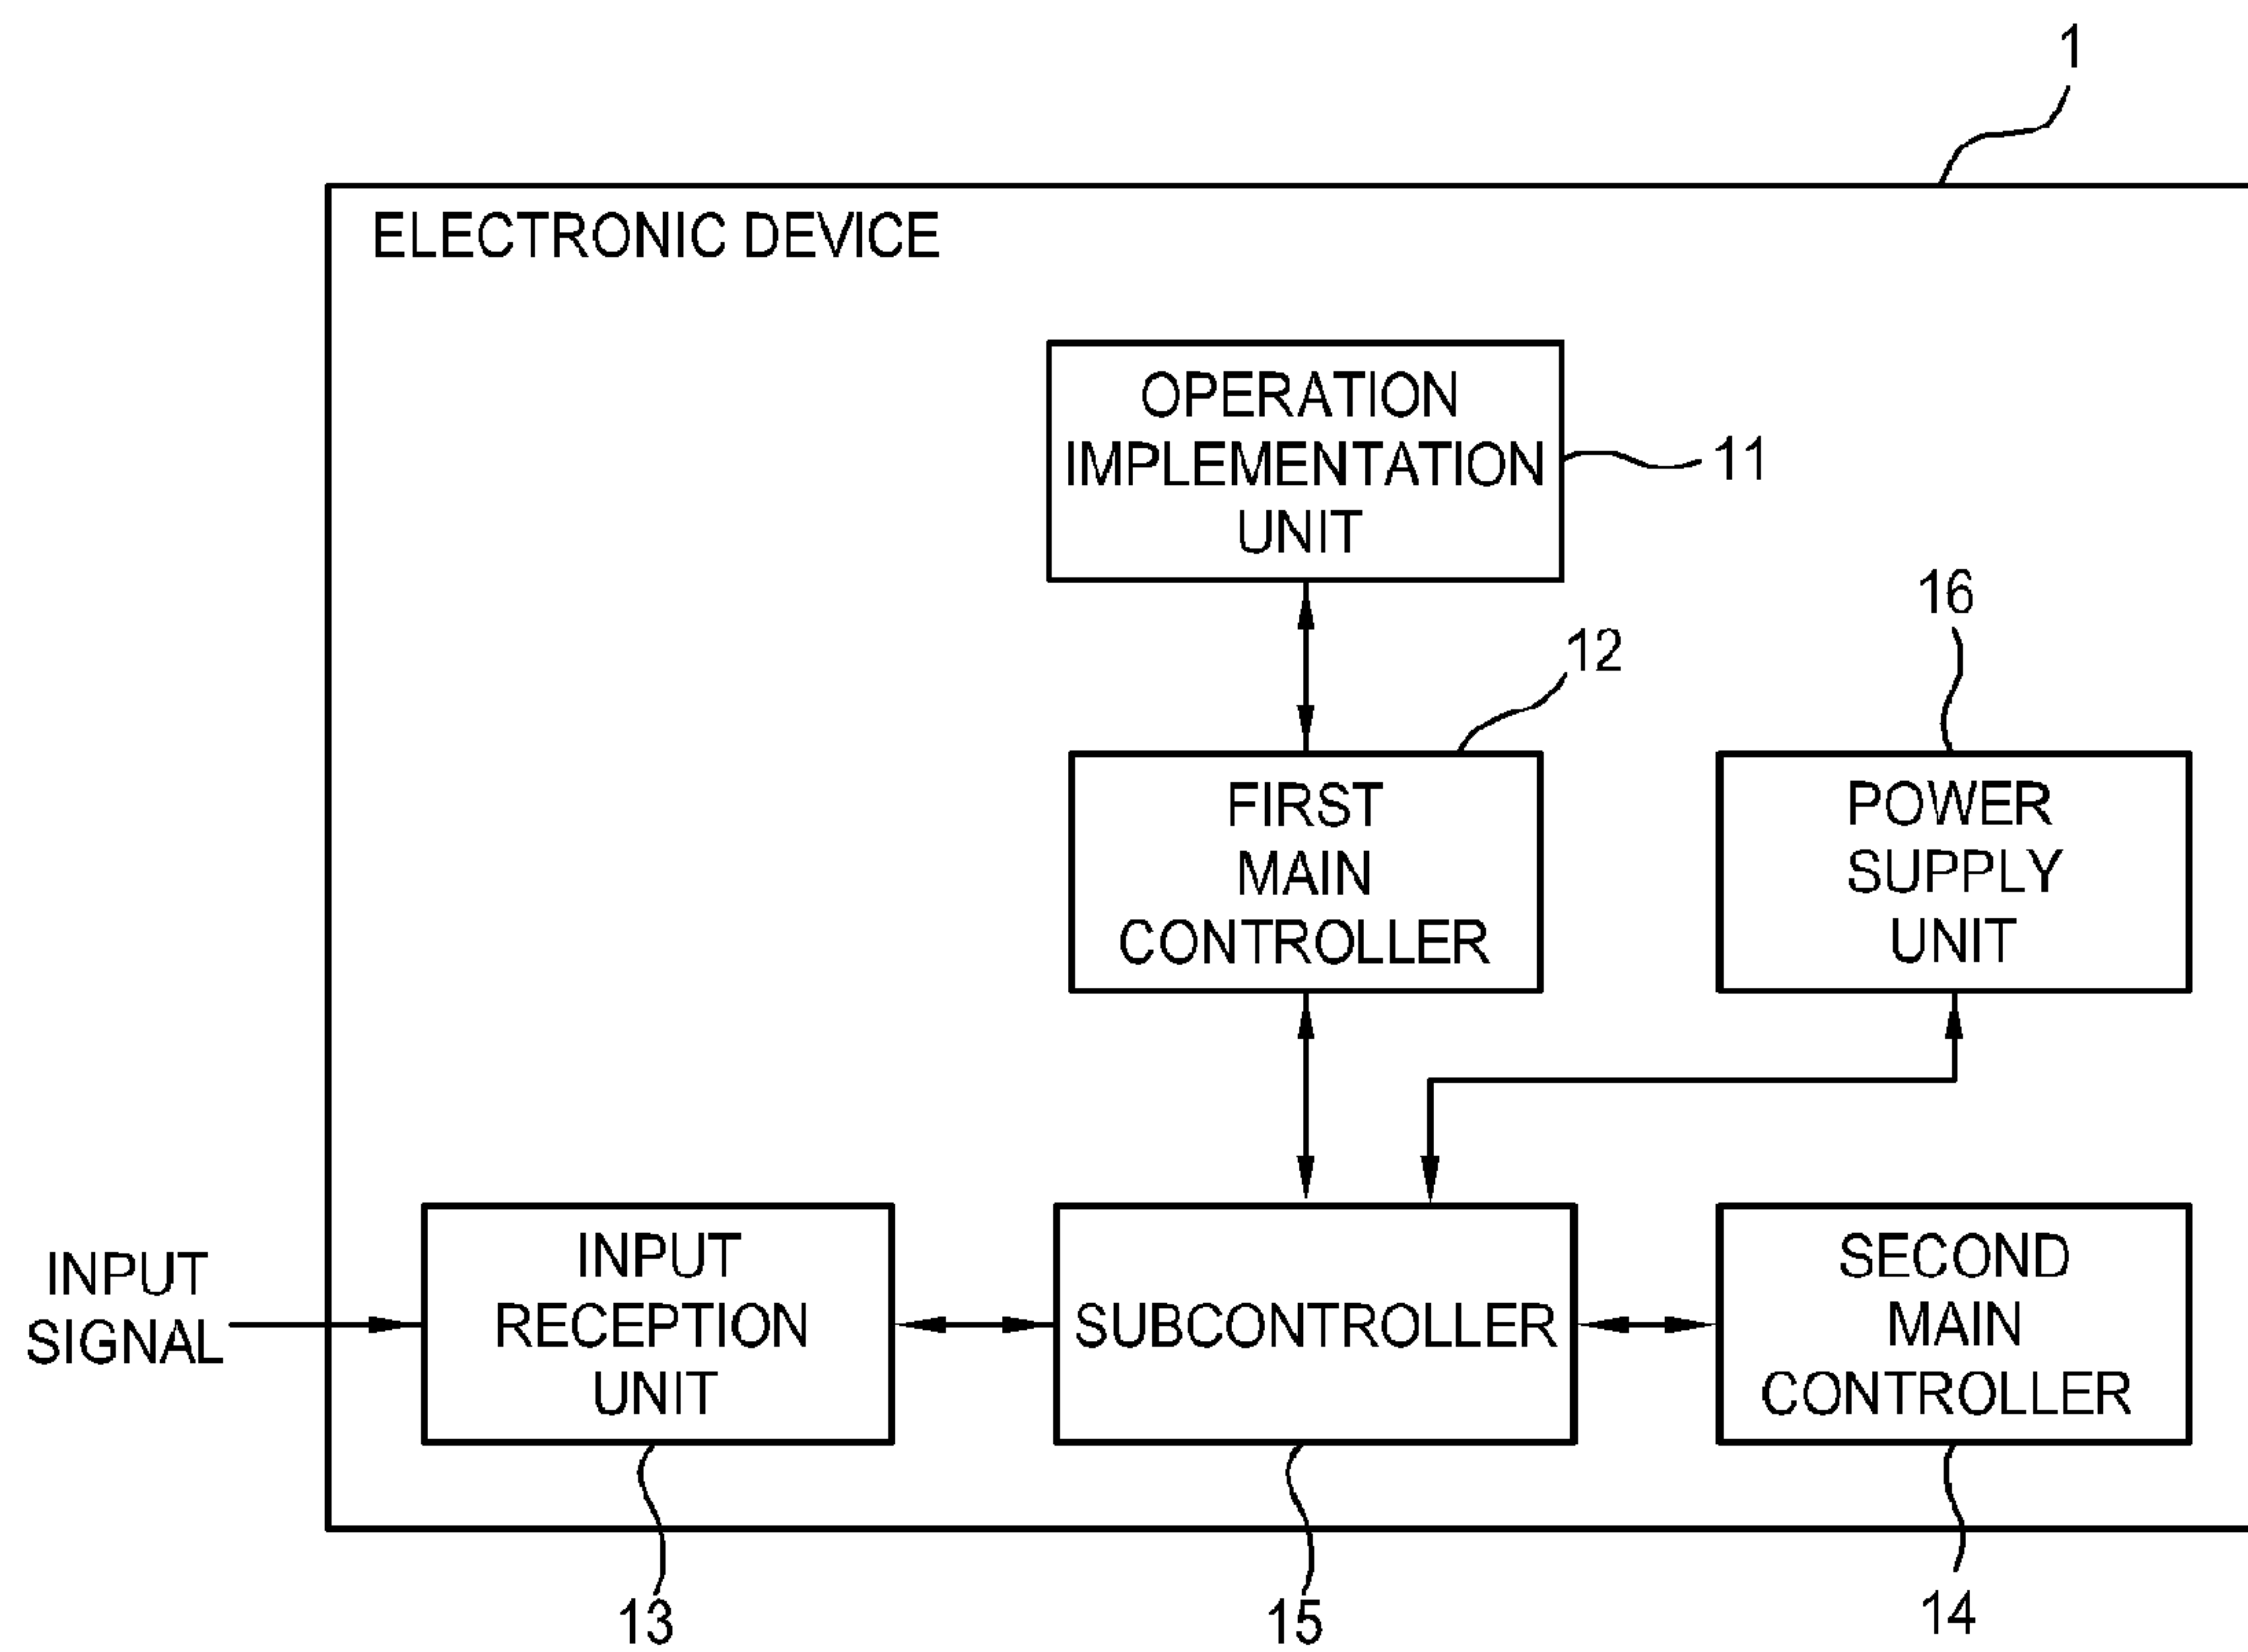 1
ELECTRONIC DEVICE
OPERATION
IMPLEMENTATION
UNIT
11
12
16
FIRST
MAIN
CONTROLLER
POWER
SUPPLY
UNIT
INPUT
SIGNAL
INPUT
RECEPTION
UNIT
SUBCONTROLLER
SECOND
MAIN
CONTROLLER
13
15
14